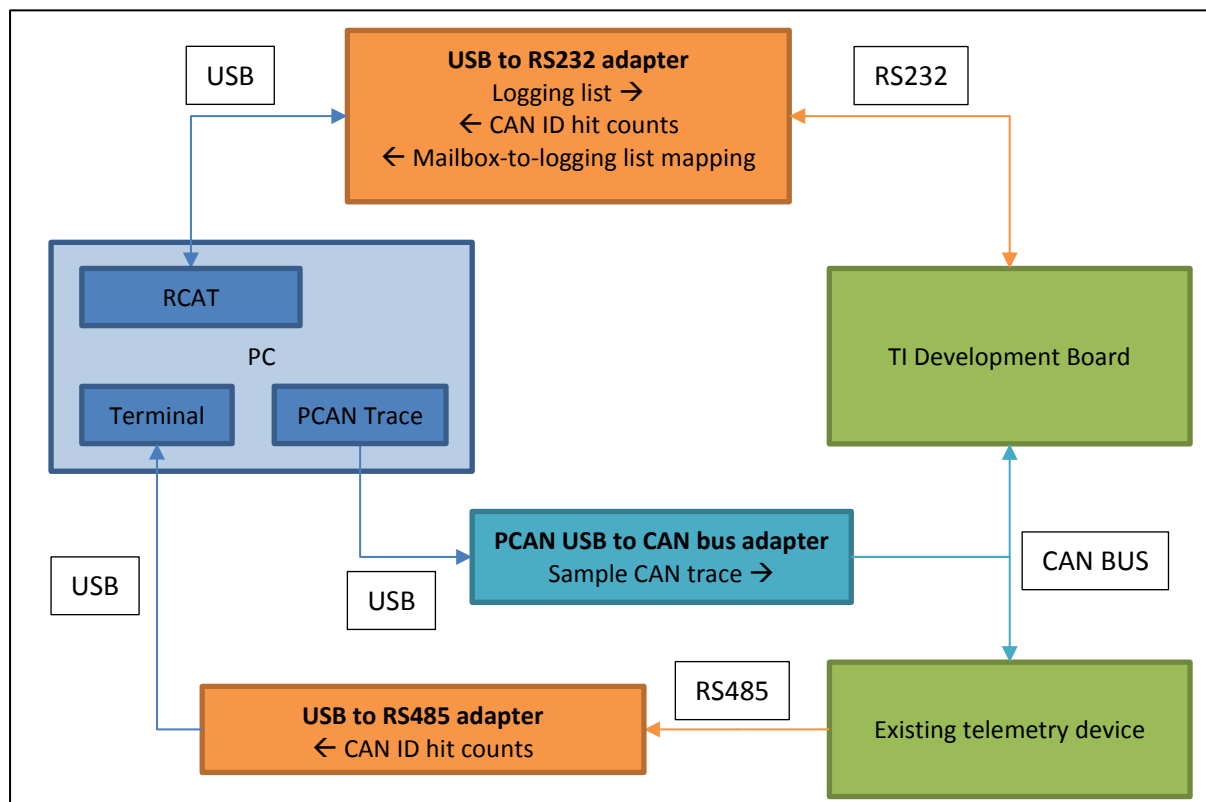 USB
USB to RS232 adapter
Logging list →
← CAN ID hit counts
← Mailbox-to-logging list mapping
RS232
RCAT
PC
Terminal
PCAN Trace
TI Development Board
PCAN USB to CAN bus adapter
Sample CAN trace →
CAN BUS
USB
USB
RS485
USB to RS485 adapter
← CAN ID hit counts
Existing telemetry device